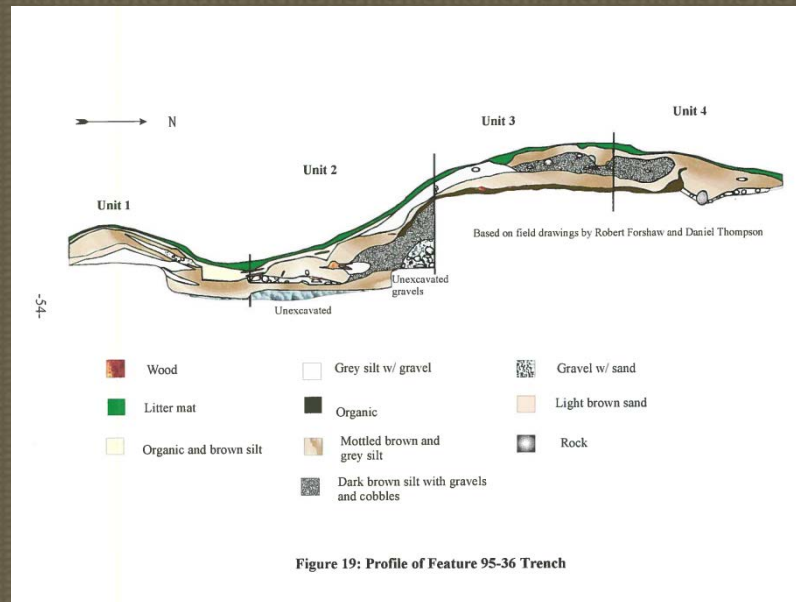 N
Unit 1
Unit 2
Unit 3
Unit 4
Based on field drawings by Robert Forshaw and Daniel Thompson
Unexcavated
gravels
Unexcavated
-54-
Wood
Grey silt w/ gravel
Gravel w/ sand
Litter mat
Organic
Light brown sand
Organic and brown silt
Mottled brown and
grey silt
Rock
Dark brown silt with gravels
and cobbles
Figure 19: Profile of Feature 95-36 Trench